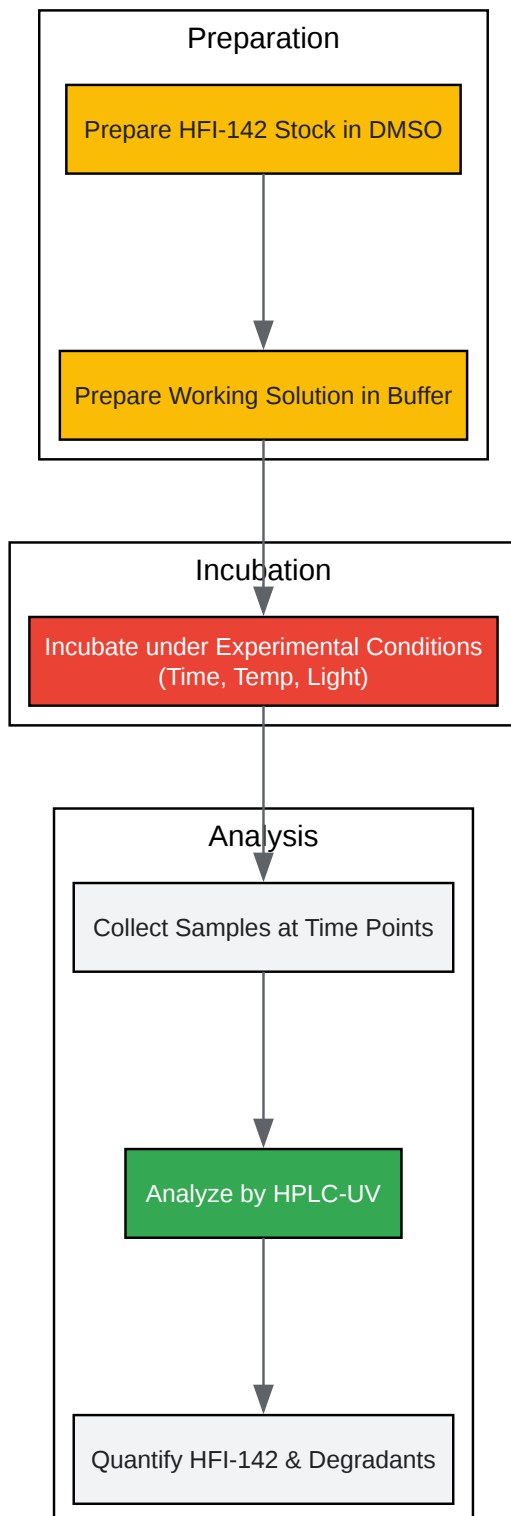 Preparation
Prepare HFI-142 Stock in DMSO
Prepare Working Solution in Buffer
Incubation
Incubate under Experimental Conditions
(Time, Temp, Light)
Analysis
Collect Samples at Time Points
Analyze by HPLC-UV
Quantify HFI-142 & Degradants